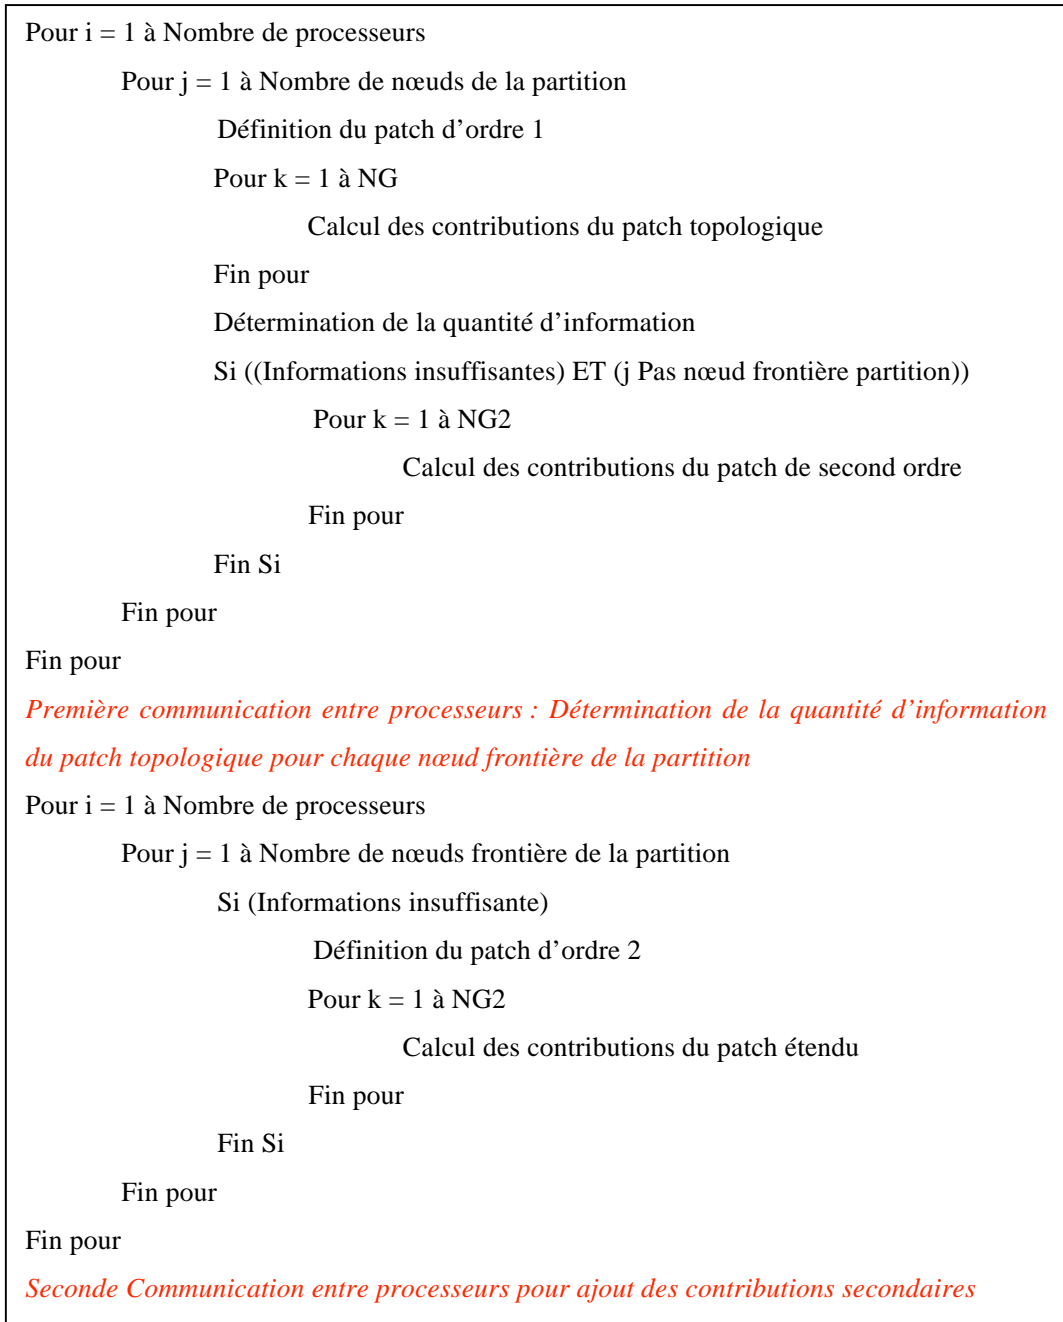 Pour i = 1 à Nombre de processeurs
Pour j = 1 à Nombre de nœuds de la partition
Définition du patch d’ordre 1
Pour k = 1 à NG
Calcul des contributions du patch topologique
Fin pour
Détermination de la quantité d’information
Si ((Informations insuffisantes) ET (j Pas nœud frontière partition))
Pour k = 1 à NG2
Calcul des contributions du patch de second ordre
Fin pour
Fin Si
Fin pour
Fin pour
Première communication entre processeurs : Détermination de la quantité d’information
du patch topologique pour chaque nœud frontière de la partition
Pour i = 1 à Nombre de processeurs
Pour j = 1 à Nombre de nœuds frontière de la partition
Si (Informations insuffisante)
Définition du patch d’ordre 2
Pour k = 1 à NG2
Calcul des contributions du patch étendu
Fin pour
Fin Si
Fin pour
Fin pour
Seconde Communication entre processeurs pour ajout des contributions secondaires